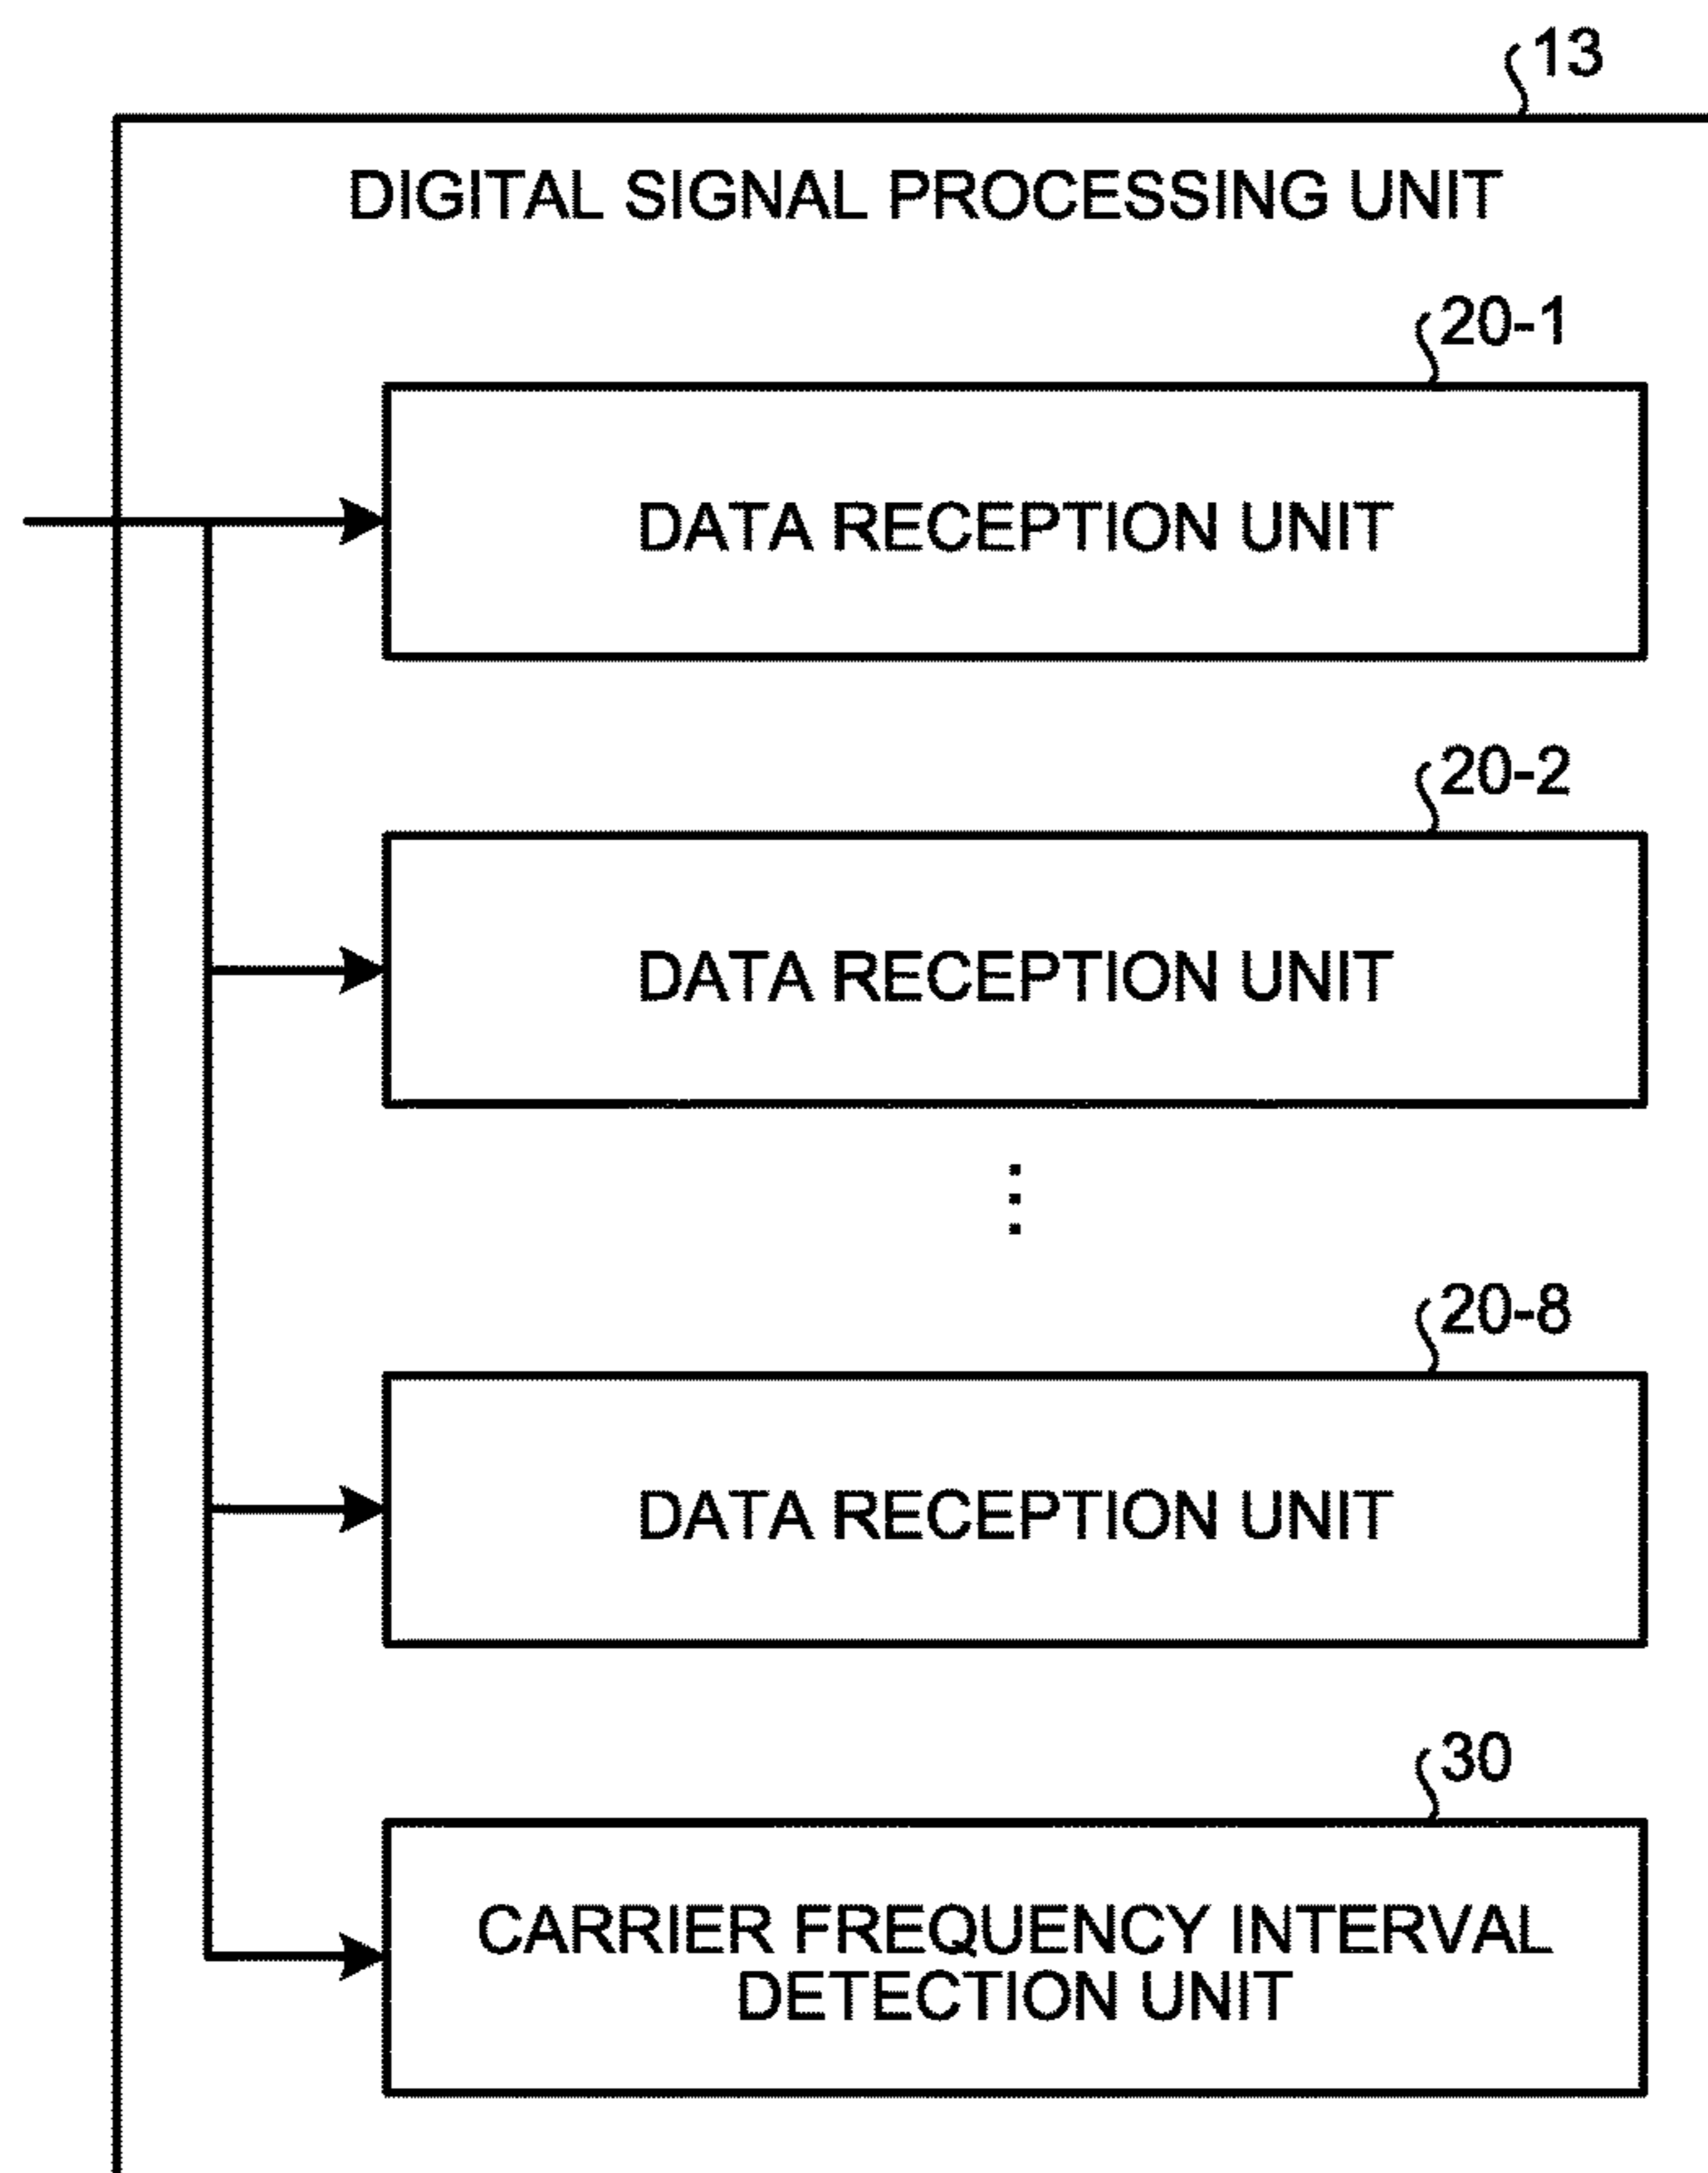 13
DIGITAL SIGNAL PROCESSING UNIT
20-1
DATA RECEPTION UNIT
20-2
DATA RECEPTION UNIT
20-8
DATA RECEPTION UNIT
30
CARRIER FREQUENCY INTERVAL
DETECTION UNIT